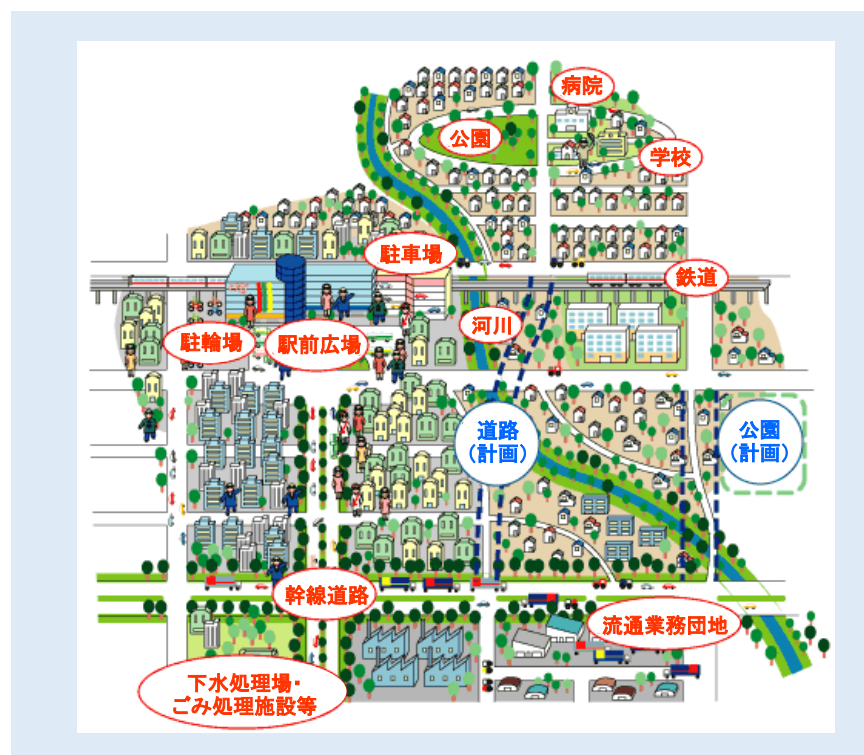 病院
公園
学校
駐車場
鉄道
河川
駐輪場
駅前広場
道路
(計画)
公園
(計画)
幹線道路
流通業務団地
下水処理場・
ごみ処理施設等